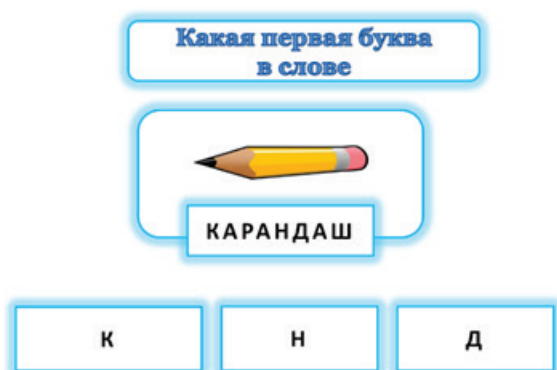 Какая первая буква
в слове
КАРАНДАШ
К Н Д